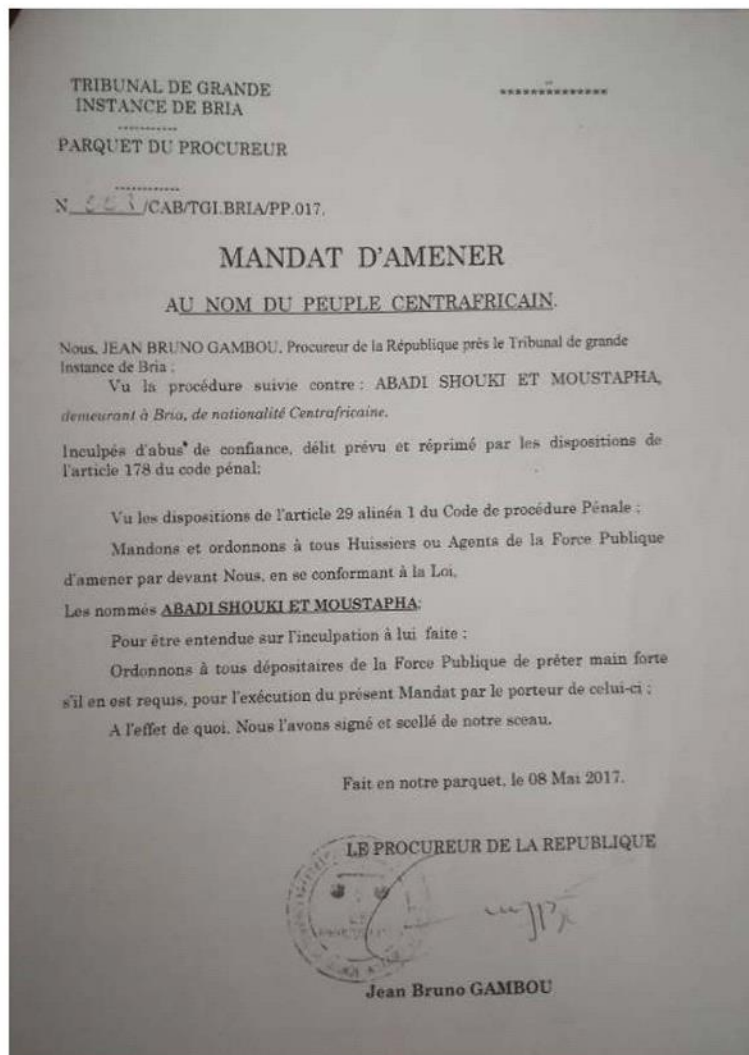 TRIBUNAL DE GRANDE
INSTANCE DE BRIA
-----------
**************
PARQUET DU PROCUREUR
------------
N /CAB/TGI.BRIA/PP.017.
MANDAT D'AMENER
AU NOM DU PEUPLE CENTRAFRICAIN.
Nous, JEAN BRUNO GAMBOU, Procureur de la République près le Tribunal de grande
Instance de Bria ;
Vu la procédure suivie contre : ABADI SHOUKI ET MOUSTAPHA,
demeurant à Bria, de nationalité Centrafricaine.
Inculpés d'abus de confiance, délit prévu et réprimé par les dispositions de
l'article 178 du code pénal;
Vu les dispositions de l'article 29 alinéa 1 du Code de procédure Pénale ;
Mandons et ordonnons à tous Huissiers ou Agents de la Force Publique
d'amener par devant Nous, en se conformant à la Loi,
Les nommés ABADI SHOUKI ET MOUSTAPHA;
Pour être entendue sur l'inculpation à lui faite ;
Ordonnons à tous dépositaires de la Force Publique de prêter main forte
s'il en est requis, pour l'exécution du présent Mandat par le porteur de celui-ci ;
A l'effet de quoi, Nous l'avons signé et scellé de notre sceau.
Fait en notre parquet, le 08 Mai 2017.
LE PROCUREUR DE LA REPUBLIQUE
Jean Bruno GAMBOU